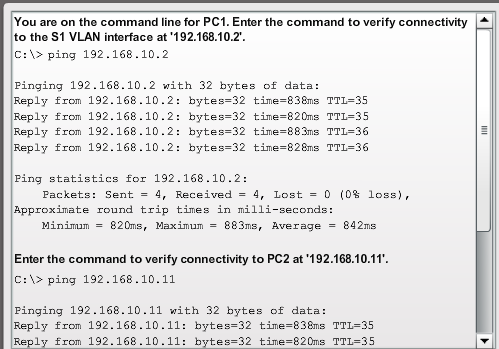 You are on the command line for PC1. Enter the command to verify connectivity
to the S1 VLAN interface at '192.168.10.2'.
C:\> ping 192.168.10.2
Pinging 192.168.10.2 with 32 bytes of data:
Reply from 192.168.10.2: bytes=32 time=838ms TTL=35
Reply from 192.168.10.2: bytes=32 time=820ms TTL=35
Reply from 192.168.10.2: bytes=32 time=883ms TTL=36
Reply from 192.168.10.2: bytes=32 time=828ms TTL=36
Ping statistics for 192.168.10.2:
Packets: Sent = 4, Received = 4, Lost = 0 (0% loss),
Approximate round trip times in milli-seconds:
Minimum = 820ms, Maximum = 883ms, Average = 842ms
Enter the command to verify connectivity to PC2 at '192.168.10.11'.
C:\> ping 192.168.10.11
Pinging 192.168.10.11 with 32 bytes of data:
Reply from 192.168.10.11: bytes=32 time=838ms TTL=35
Reply from 192.168.10.11: bytes=32 time=820ms TTL=35